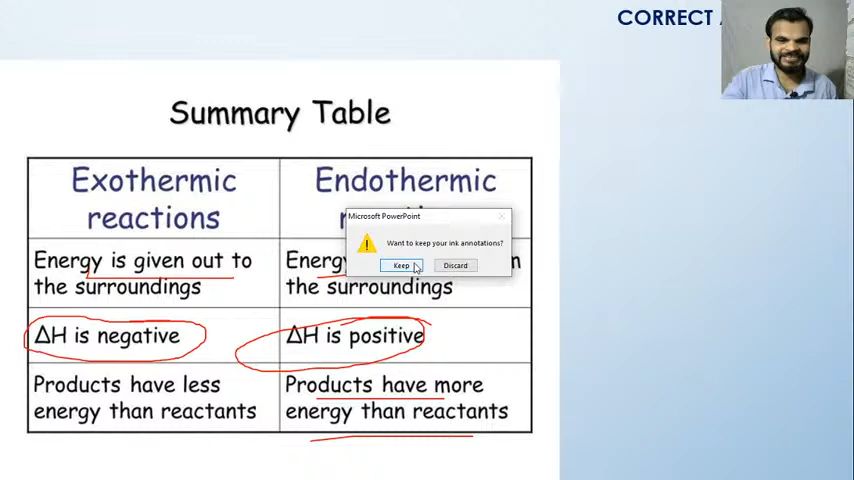 CORRECT
Summary Table
Exothermic
reactions
Endothermic
Microsoft PowerPoint
Want to keep your ink annotations?
Keep
Discard
Energy is given out to
the surroundings
Energy
the surroundings
ΔH is negative
ΔH is positive
Products have less
energy than reactants
Products have more
energy than reactants